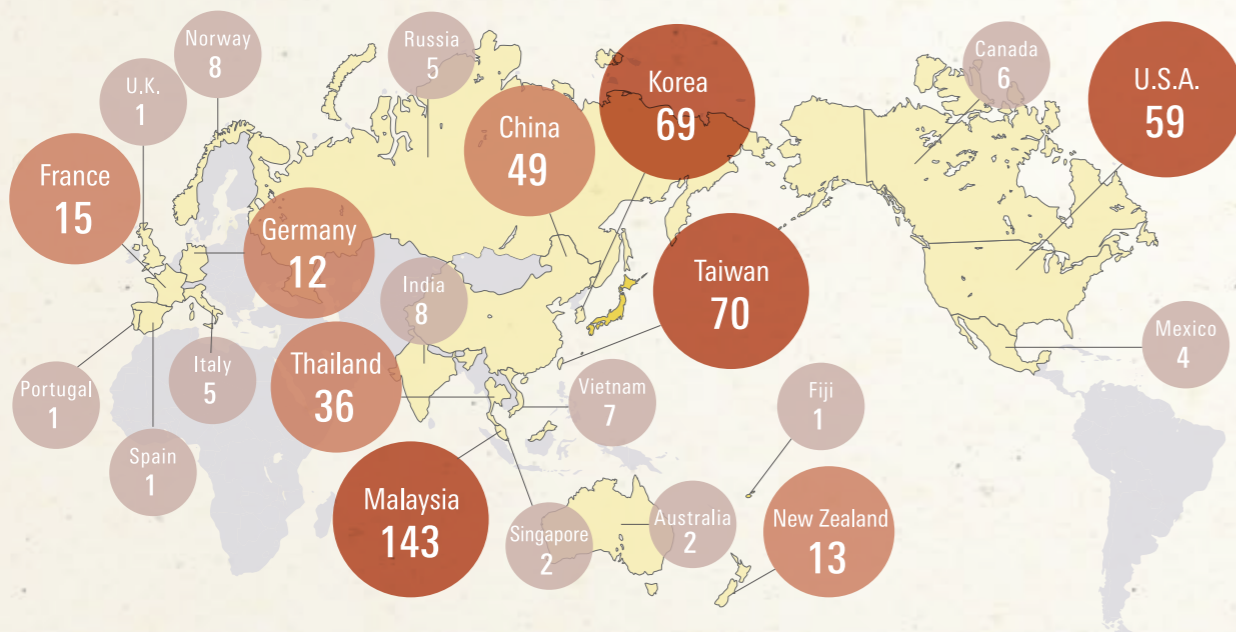 Norway
8
Russia
5
Canada
6
U.K.
1
Korea
69
U.S.A.
59
China
49
France
15
Germany
12
Taiwan
70
India
8
Mexico
4
Italy
5
Thailand
36
Portugal
1
Vietnam
7
Fiji
1
Spain
1
Malaysia
143
Singapore
2
Australia
2
New Zealand
13